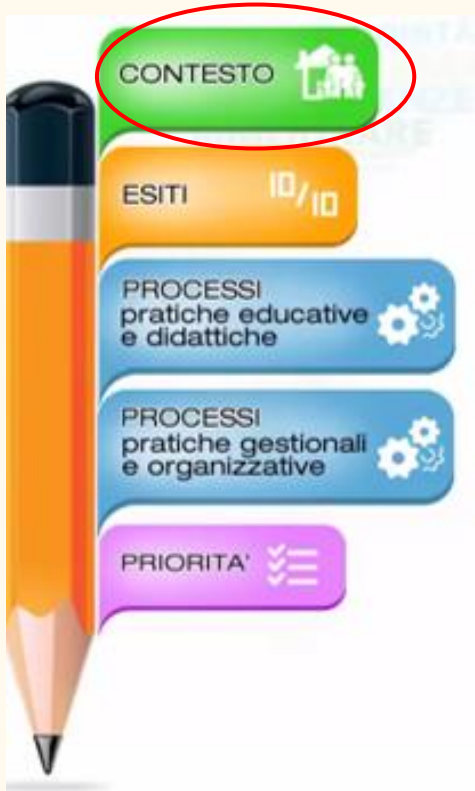 CONTESTO
ESITI 10/10
PROCESSI
pratiche educative
e didattiche
PROCESSI
pratiche gestionali
e organizzative
PRIORITA'